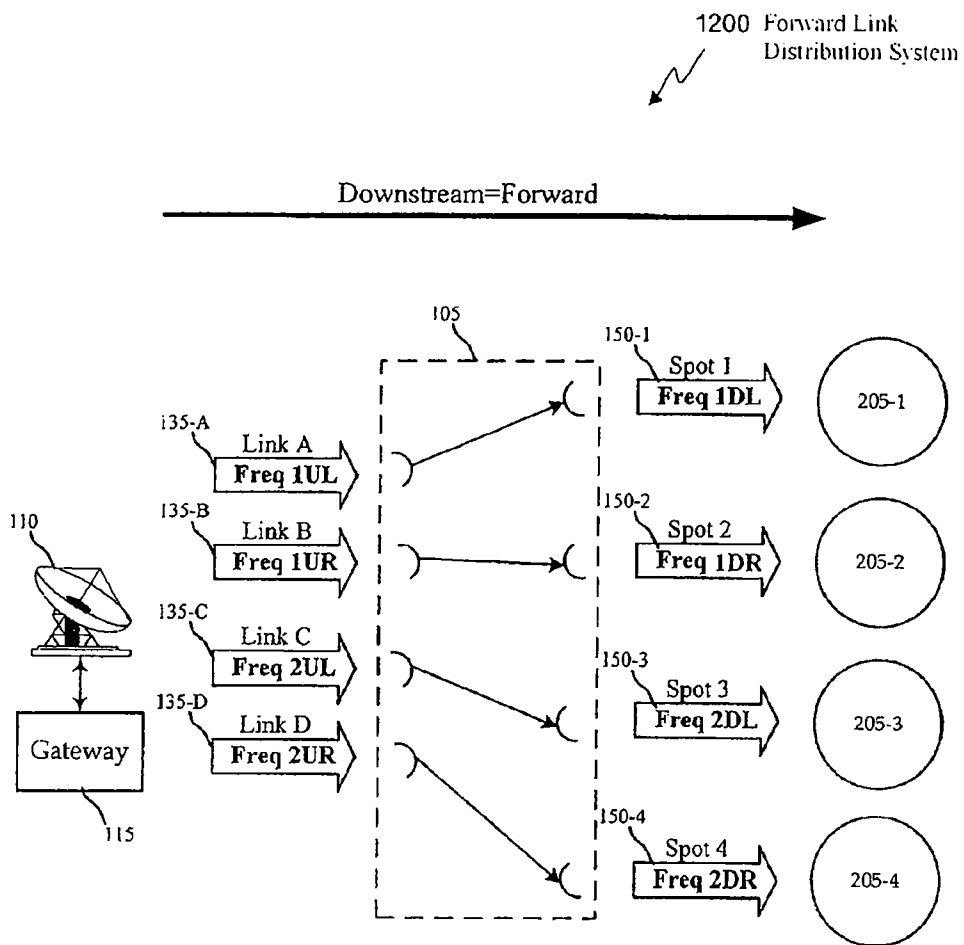 1200 Forward Link
Distribution System
Downstream=Forward
105
150-1
Spot 1
Freq 1DL
205-1
135-A
Link A
Freq 1UL
135-B
Link B
Freq 1UR
150-2
Spot 2
Freq 1DR
205-2
110
135-C
Link C
Freq 2UL
150-3
Spot 3
Freq 2DL
205-3
135-D
Link D
Freq 2UR
Gateway
115
150-4
Spot 4
Freq 2DR
205-4